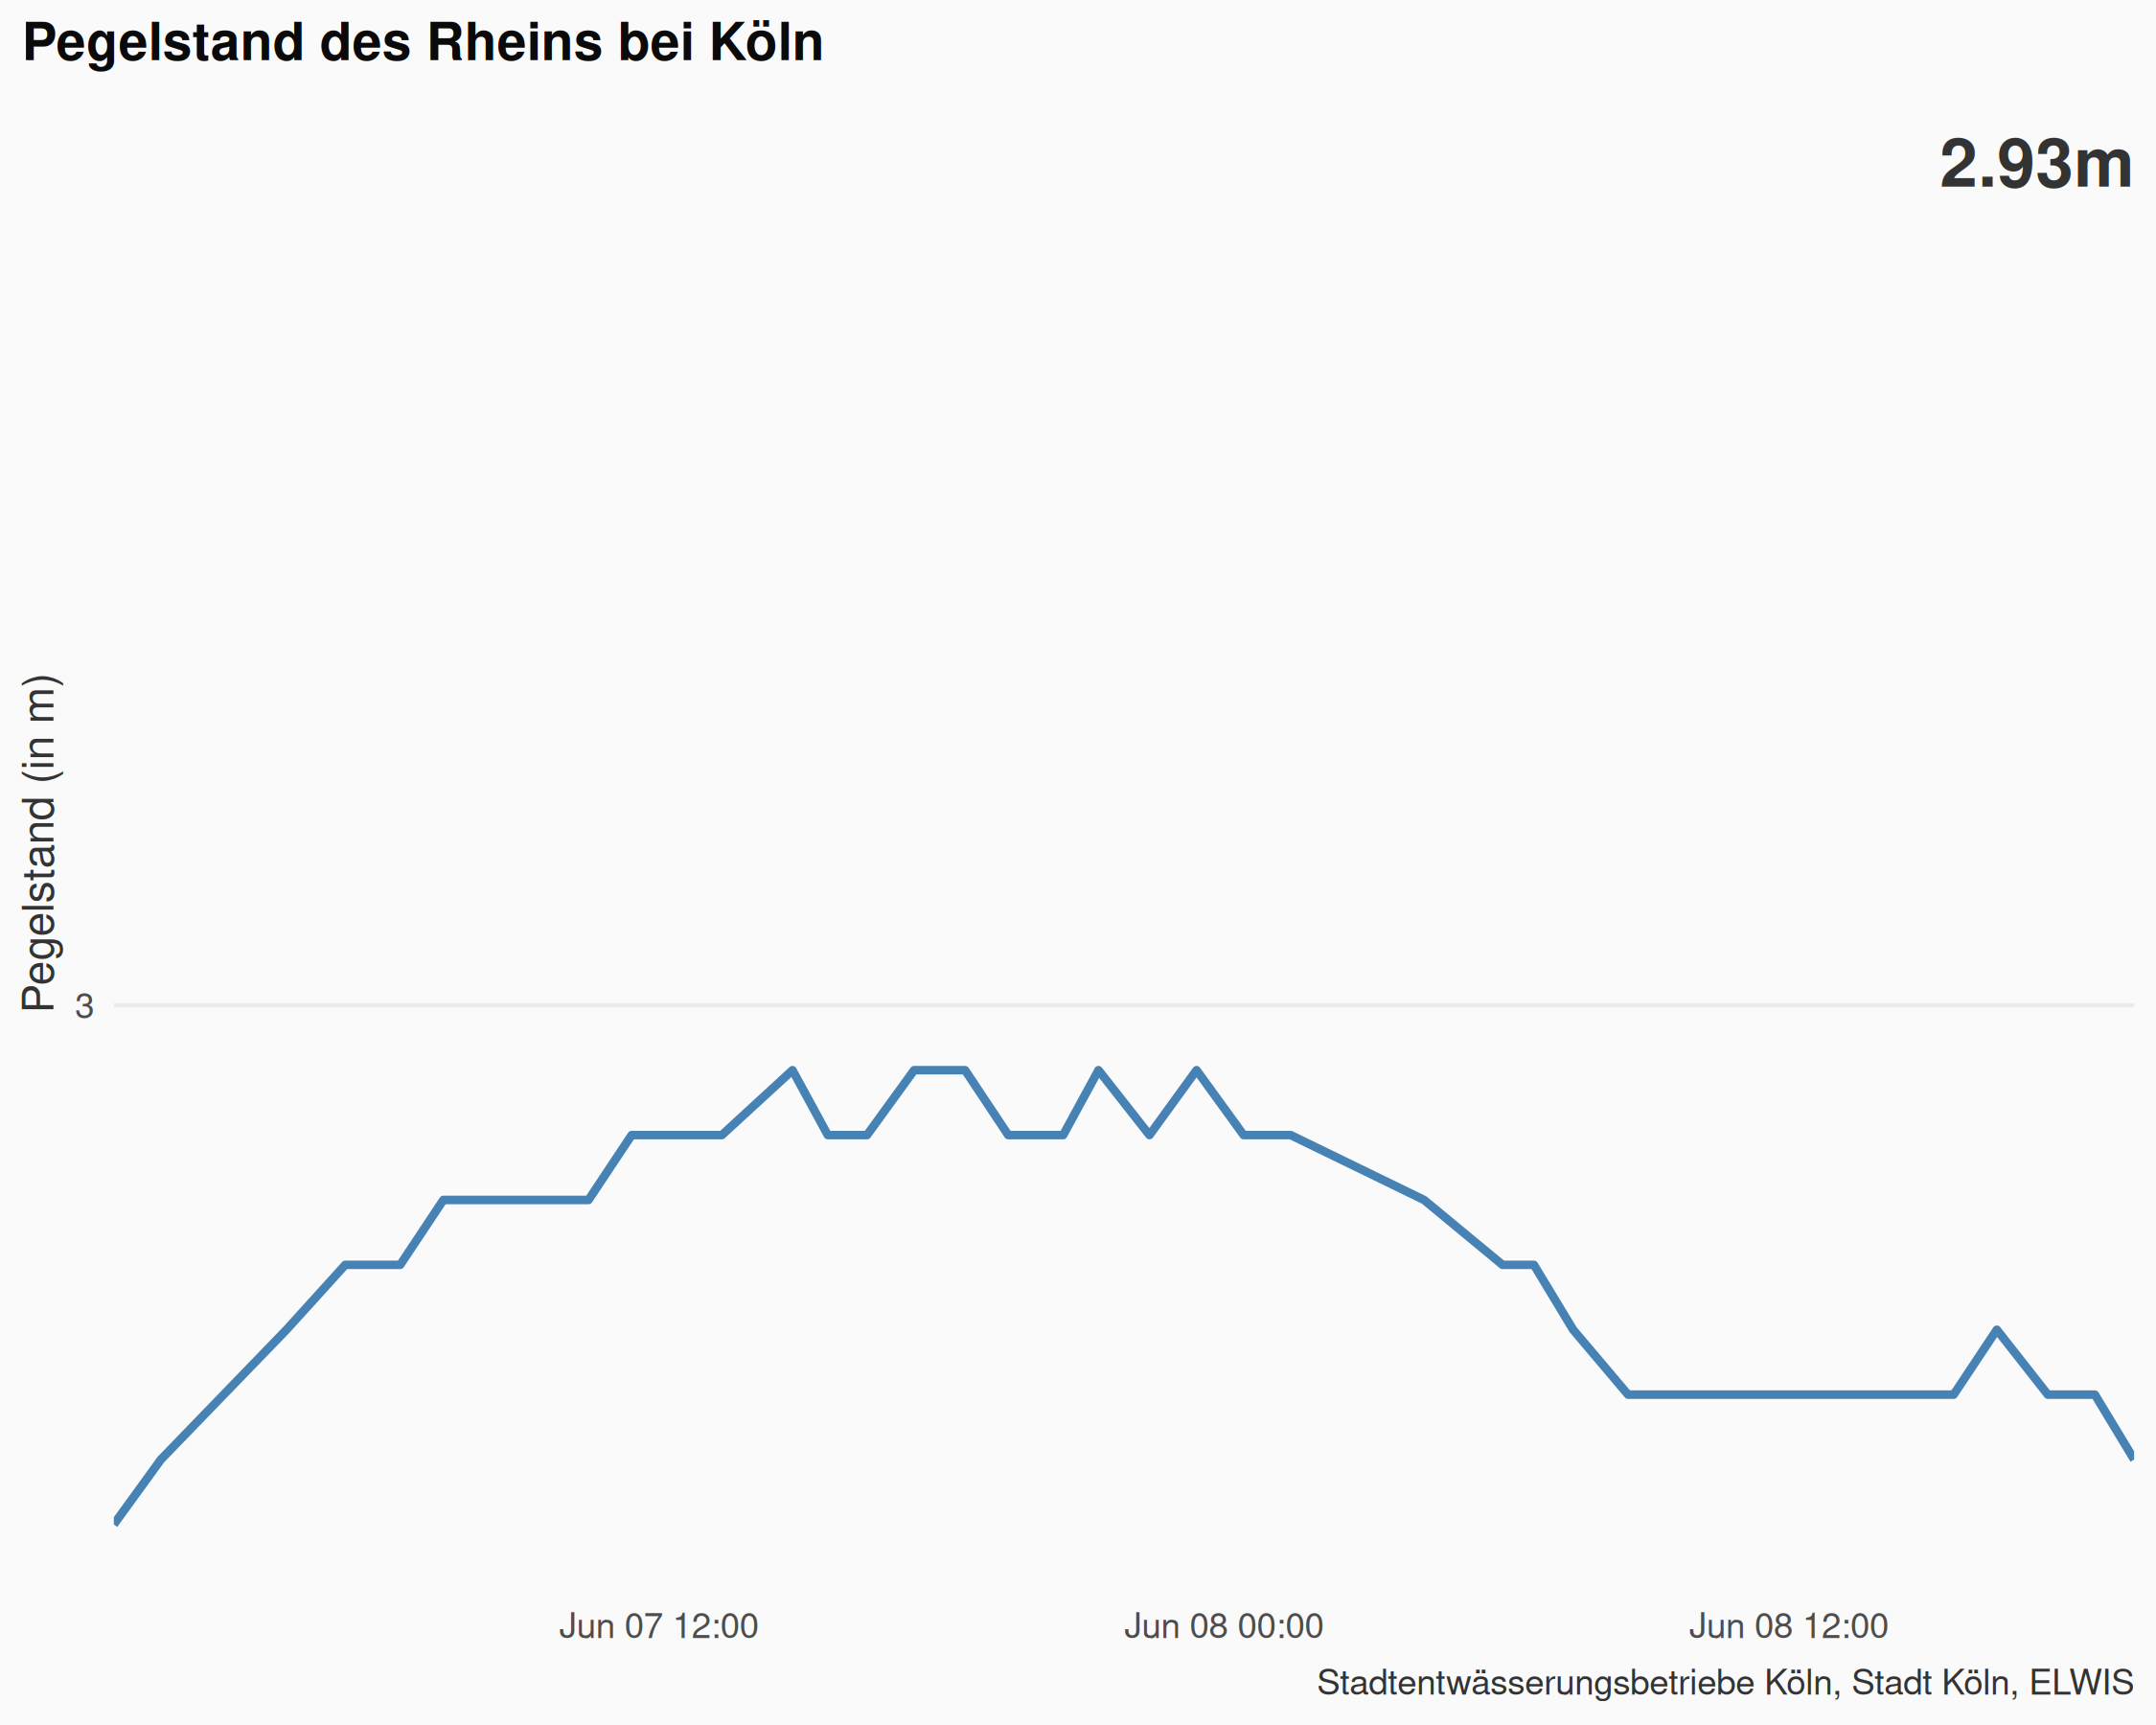 Pegelstand des Rheins bei Köln
2.93m
Pegelstand (in m)
3
Jun 07 12:00
Jun 08 00:00
Jun 08 12:00
Stadtentwässerungsbetriebe Köln, Stadt Köln, ELWIS